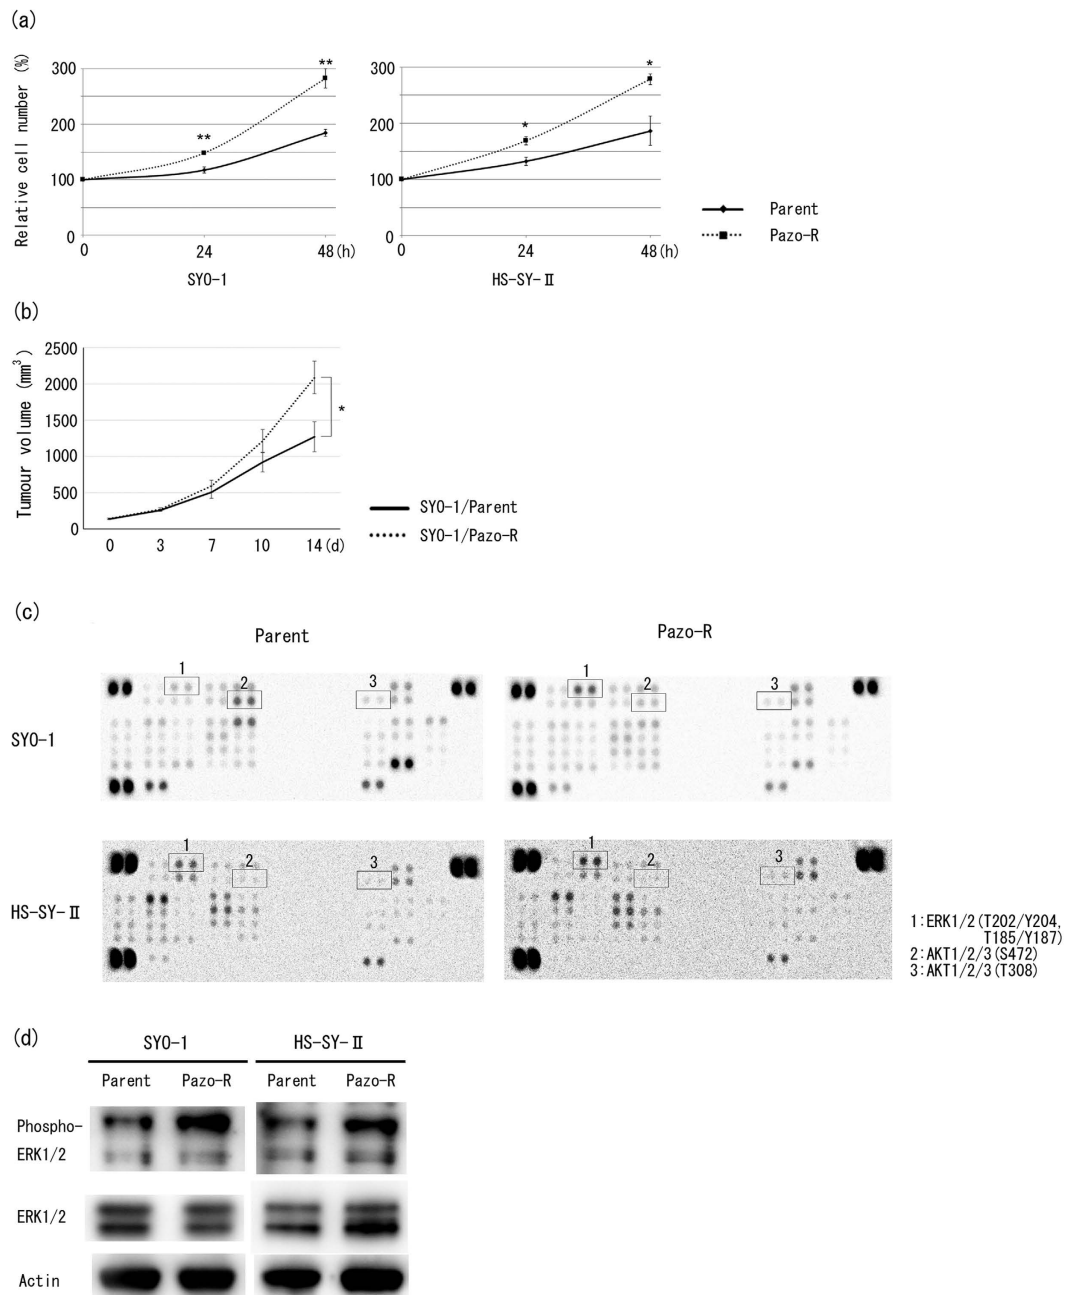 (a)
Relative cell number (%)
300
200
100
0
0 24 48(h)
** **
SYO-1
300
200
100
0
0 24 48(h)
* *
HS-SY-Ⅱ
Parent
Pazo-R
(b)
Tumour volume (mm³)
2500
2000
1500
1000
500
0
0 3 7 10 14(d)
*
SYO-1/Parent
SYO-1/Pazo-R
(c)
Parent Pazo-R
SYO-1
1 2 3
1 2 3
HS-SY-Ⅱ
1 2 3
1 2 3
1:ERK1/2(T202/Y204,
T185/Y187)
2:AKT1/2/3(S472)
3:AKT1/2/3(T308)
(d)
SYO-1 HS-SY-Ⅱ
Parent Pazo-R Parent Pazo-R
Phospho-
ERK1/2
ERK1/2
Actin